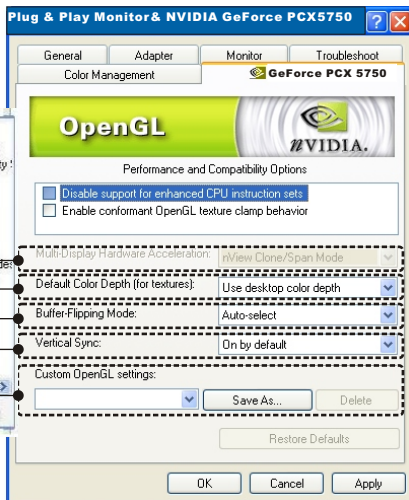 Plug & Play Monitor& NVIDIA GeForce PCX5750
General Adapter Monitor Troubleshoot
Color Management GeForce PCX 5750
OpenGL
nVIDIA.
Performance and Compatibility Options
Disable support for enhanced CPU instruction sets
Enable conformant OpenGL texture clamp behavior
Multi-Display Hardware Acceleration: nView Clone/Span Mode
Default Color Depth (for textures): Use desktop color depth
Buffer-Flipping Mode: Auto-select
Vertical Sync: On by default
Custom OpenGL settings:
Save As... Delete
Restore Defaults
OK Cancel Apply